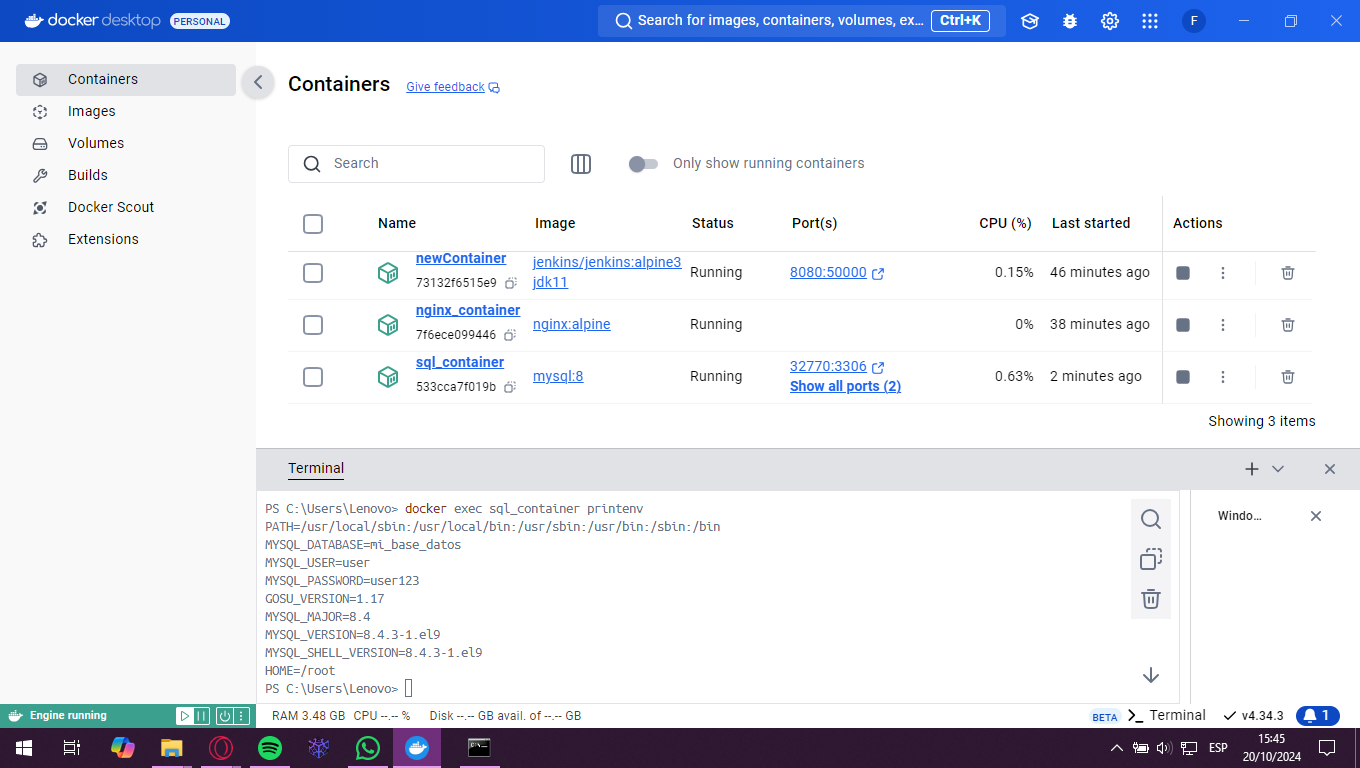 docker desktop PERSONAL
Search for images, containers, volumes, ex... Ctrl+K
F
Containers
Images
Volumes
Builds
Docker Scout
Extensions
Containers Give feedback
Search
Only show running containers
Name Image Status Port(s) CPU (%) Last started Actions
newContainer
73132f6515e9
jenkins/jenkins:alpine3
jdk11
Running 8080:50000 0.15% 46 minutes ago
nginx_container
7f6ece099446
nginx:alpine Running 0% 38 minutes ago
sql_container
533cca7f019b
mysql:8 Running
32770:3306
Show all ports (2)
0.63% 2 minutes ago
Showing 3 items
Terminal
PS C:\Users\Lenovo> docker exec sql_container printenv
PATH=/usr/local/sbin:/usr/local/bin:/usr/sbin:/usr/bin:/sbin:/bin
MYSQL_DATABASE=mi_base_datos
MYSQL_USER=user
MYSQL_PASSWORD=user123
GOSU_VERSION=1.17
MYSQL_MAJOR=8.4
MYSQL_VERSION=8.4.3-1.el9
MYSQL_SHELL_VERSION=8.4.3-1.el9
HOME=/root
PS C:\Users\Lenovo>
Windo...
Engine running
RAM 3.48 GB CPU --.-- % Disk --.-- GB avail. of --.-- GB
BETA Terminal v4.34.3 1
ESP
15:45
20/10/2024